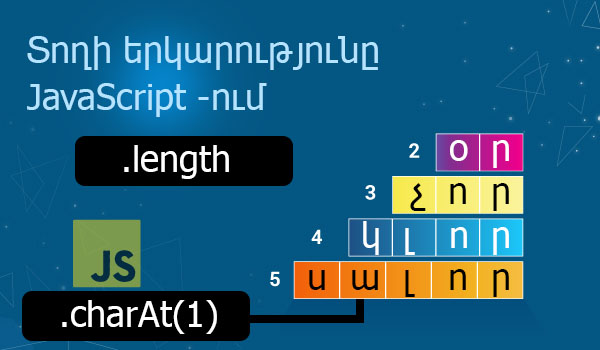 Տողի երկարությունը
JavaScript -ում
.length
2 օր
3 չոր
4 կլոր
JS
5 սալոր
.charAt(1)